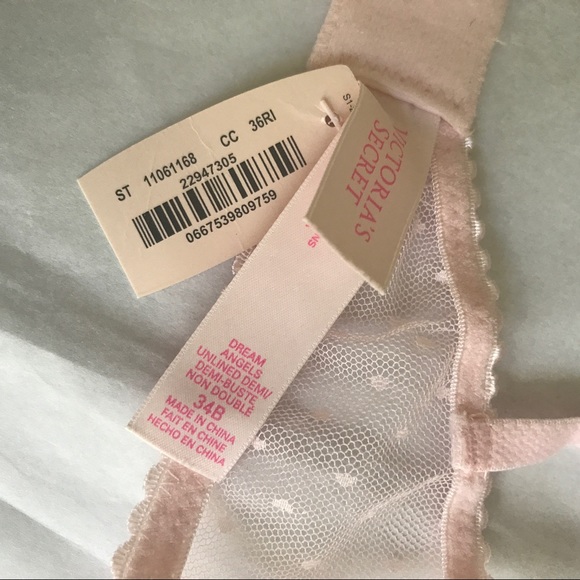 ST 11061168 CC 36RI
22947305
0667539809759
VICTORIA'S
SECRET
DREAM
ANGELS
UNLINED DEMI/
DEMI-BUSTE
NON DOUBLÉ
34B
MADE IN CHINA
FAIT EN CHINE
HECHO EN CHINA